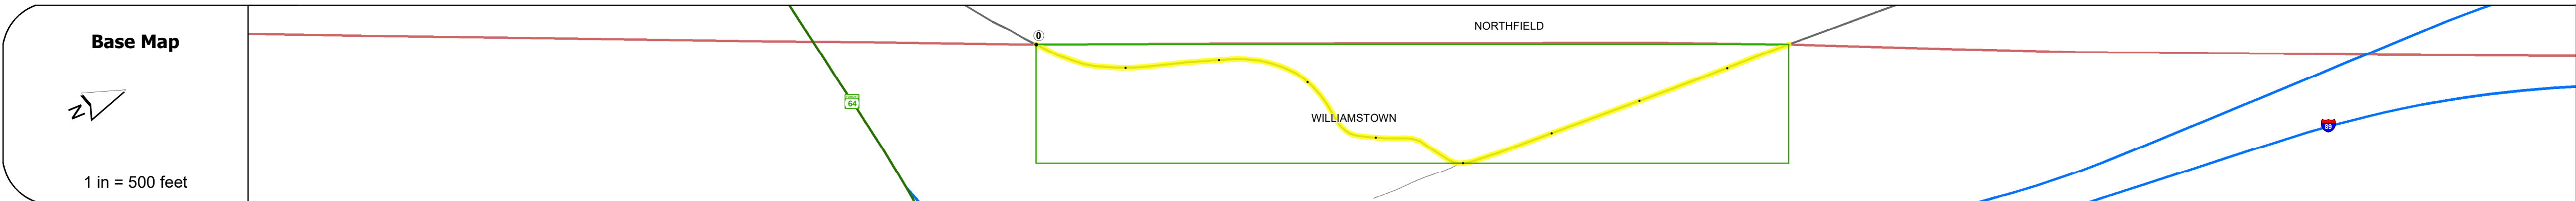 Base Map
N
1 in = 500 feet
64
0
NORTHFIELD
WILLIAMSTOWN
89